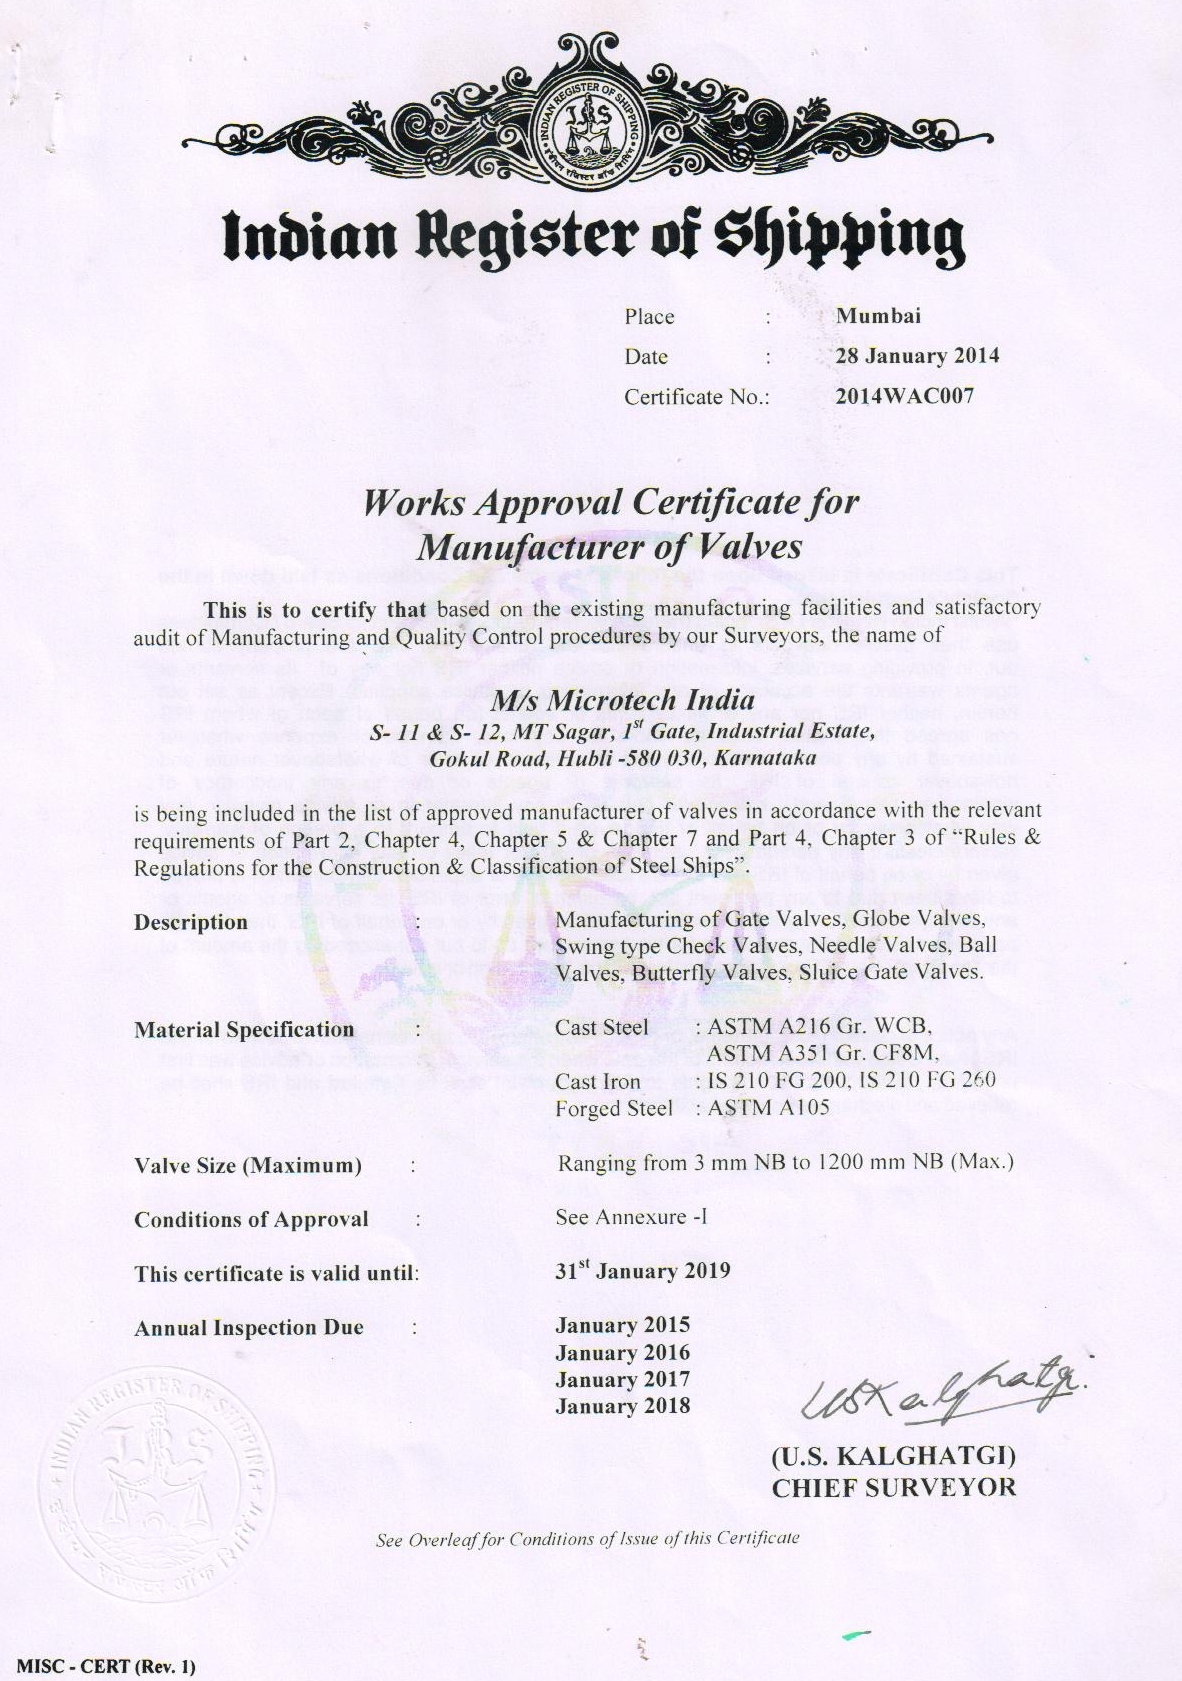 INDIAN REGISTER OF SHIPPING
IRS
इंडियन रजिस्टर ऑफ शिपिंग
Indian Register of Shipping
Place : Mumbai
Date : 28 January 2014
Certificate No.: 2014WAC007
Works Approval Certificate for
Manufacturer of Valves
This is to certify that based on the existing manufacturing facilities and satisfactory
audit of Manufacturing and Quality Control procedures by our Surveyors, the name of
M/s Microtech India
S- 11 & S- 12, MT Sagar, 1st Gate, Industrial Estate,
Gokul Road, Hubli -580 030, Karnataka
is being included in the list of approved manufacturer of valves in accordance with the relevant
requirements of Part 2, Chapter 4, Chapter 5 & Chapter 7 and Part 4, Chapter 3 of “Rules &
Regulations for the Construction & Classification of Steel Ships”.
Description : Manufacturing of Gate Valves, Globe Valves,
Swing type Check Valves, Needle Valves, Ball
Valves, Butterfly Valves, Sluice Gate Valves.
Material Specification : Cast Steel : ASTM A216 Gr. WCB,
ASTM A351 Gr. CF8M,
Cast Iron : IS 210 FG 200, IS 210 FG 260
Forged Steel : ASTM A105
Valve Size (Maximum) : Ranging from 3 mm NB to 1200 mm NB (Max.)
Conditions of Approval : See Annexure -I
This certificate is valid until: 31st January 2019
Annual Inspection Due : January 2015
January 2016
January 2017
January 2018
USKalghatgi.
(U.S. KALGHATGI)
CHIEF SURVEYOR
INDIAN REGISTER OF SHIPPING
IRS
इंडियन रजिस्टर ऑफ शिपिंग
See Overleaf for Conditions of Issue of this Certificate
MISC - CERT (Rev. 1)